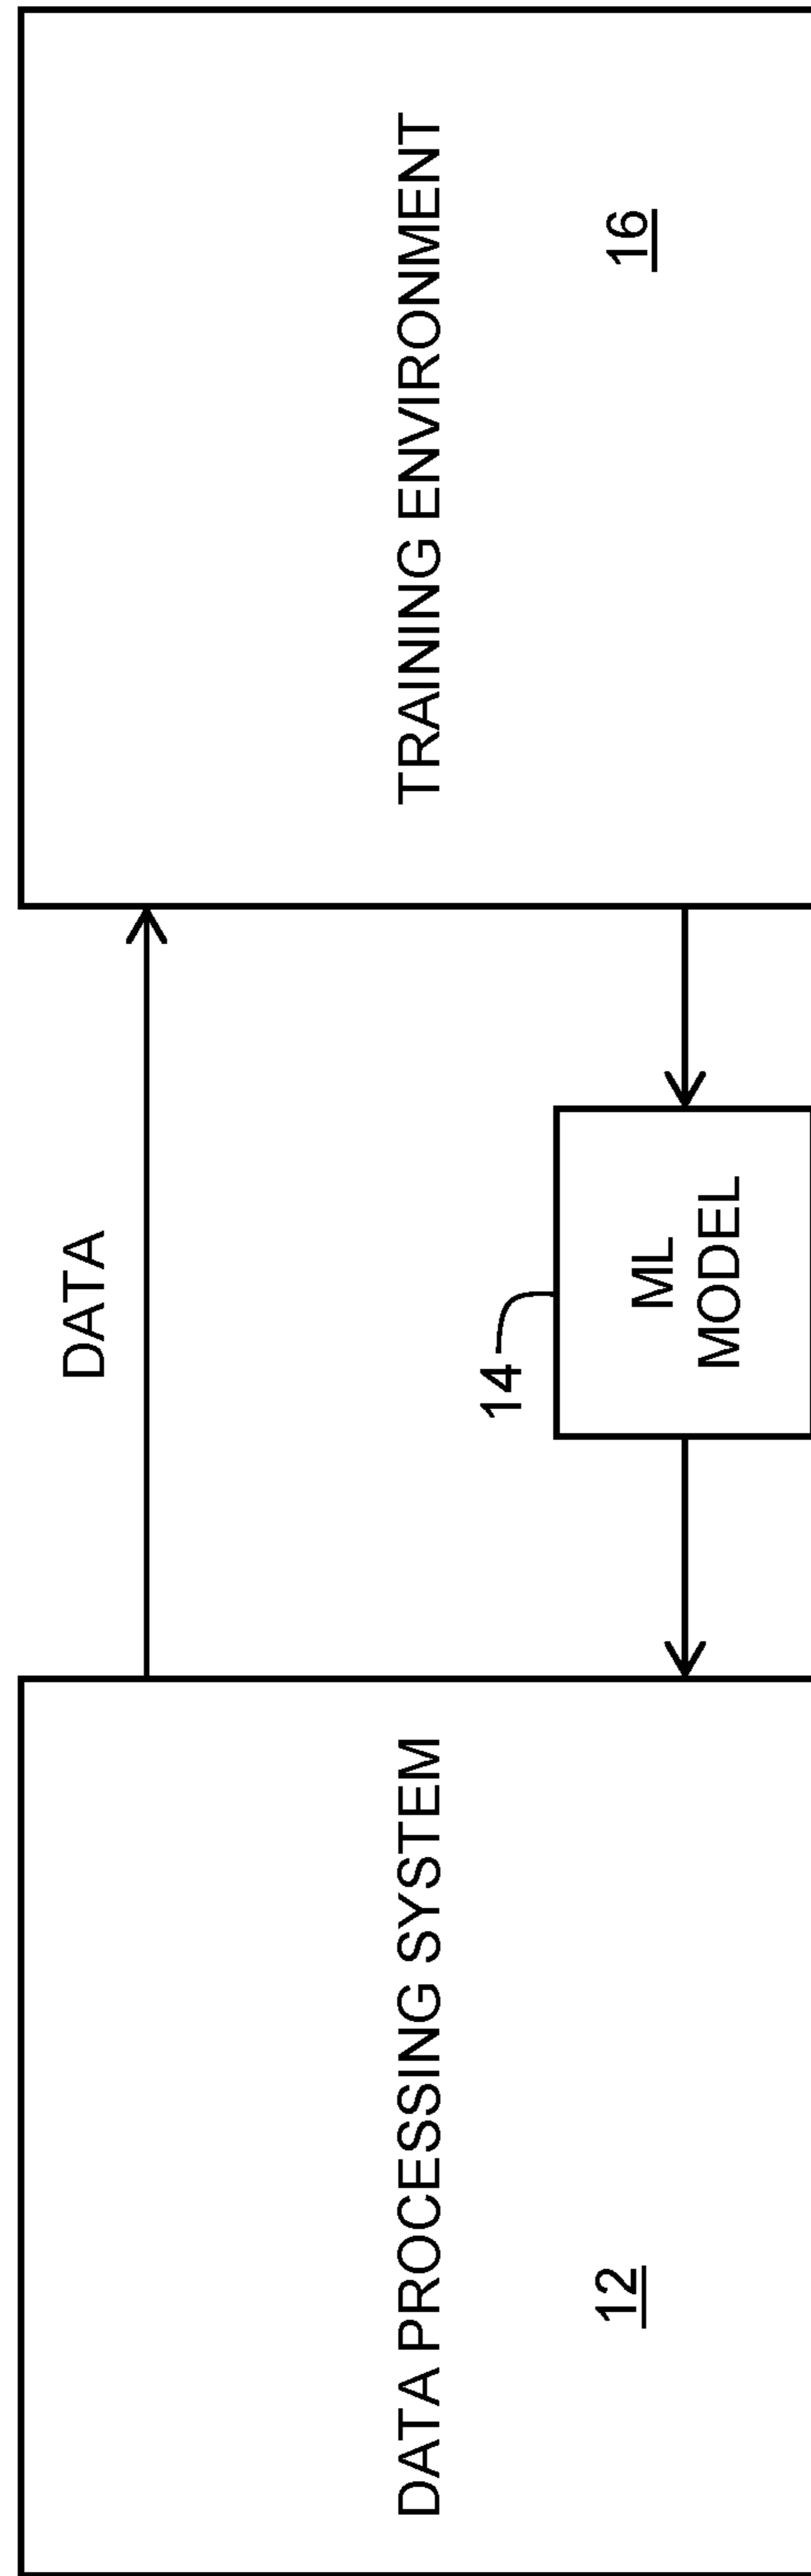 DATA
DATA PROCESSING SYSTEM
12
14
ML
MODEL
TRAINING ENVIRONMENT
16